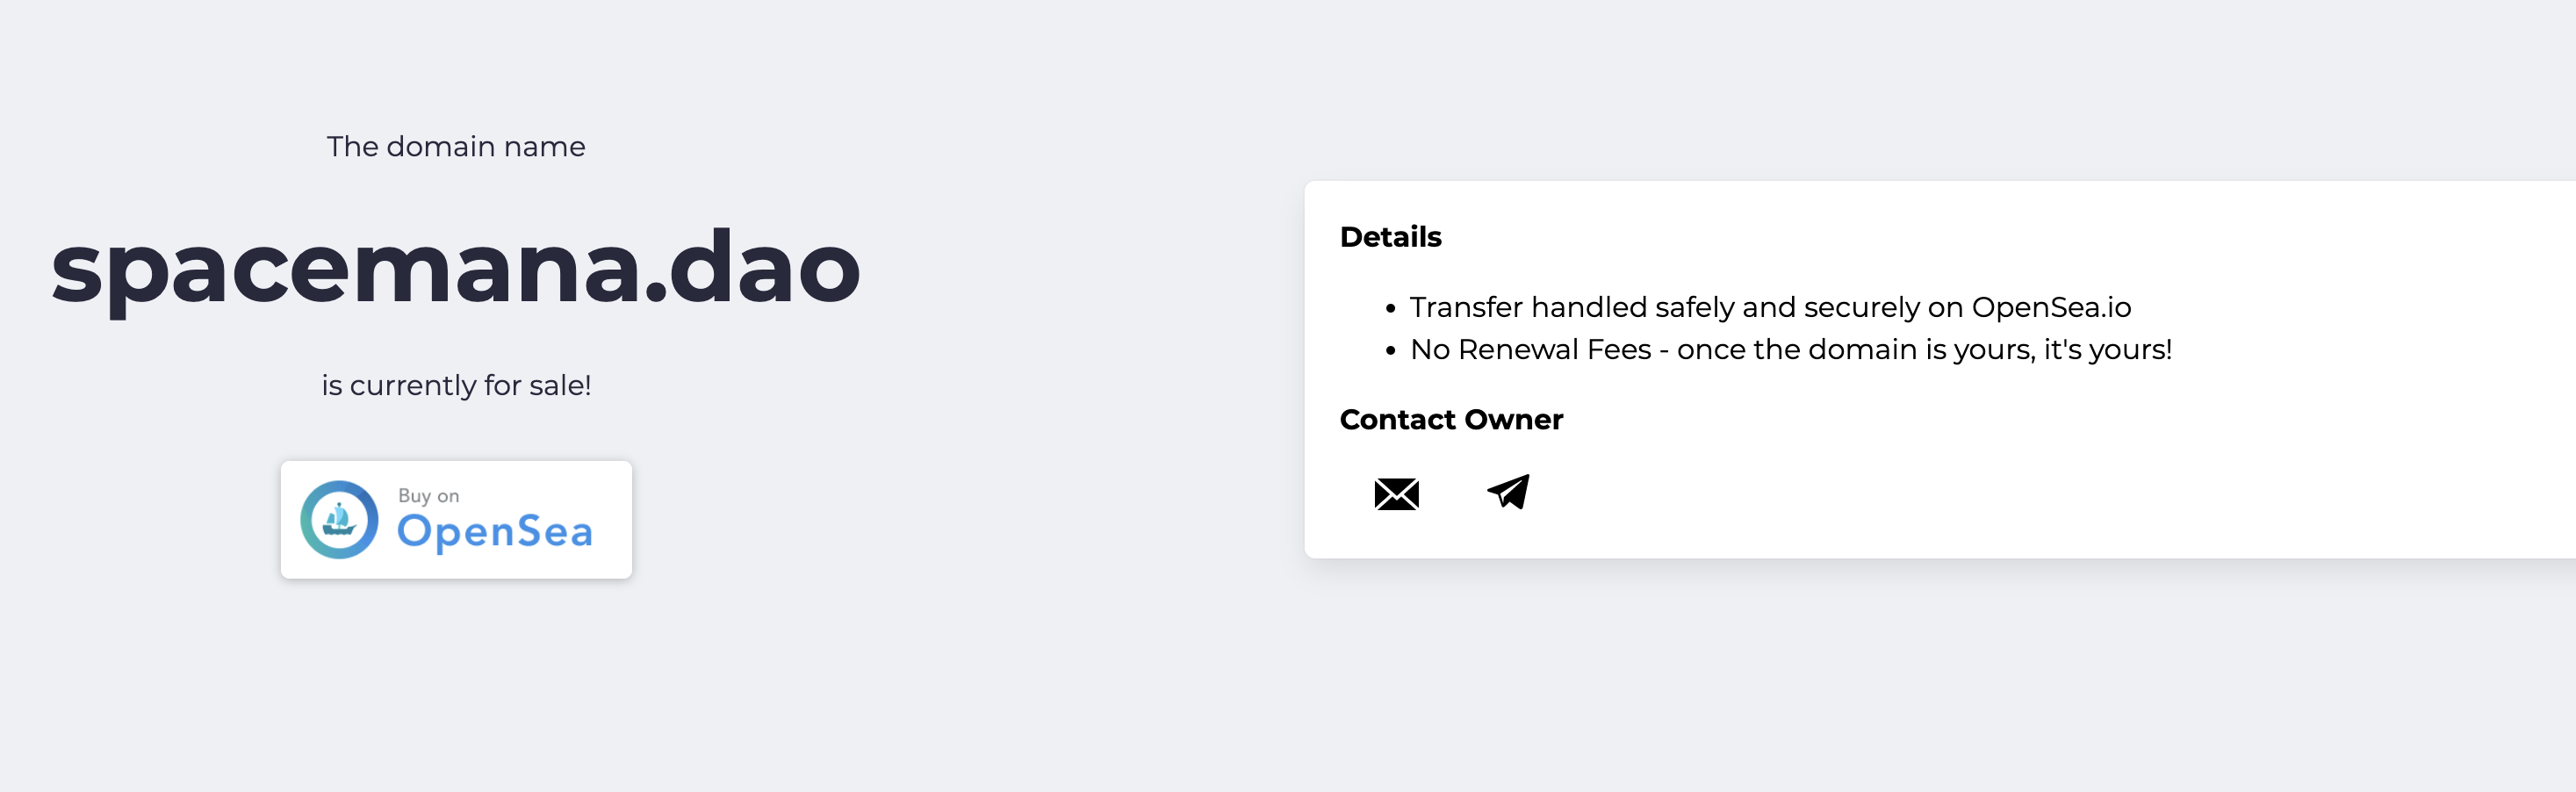 The domain name
spacemana.dao
is currently for sale!
Buy on
OpenSea
Details
• Transfer handled safely and securely on OpenSea.io
• No Renewal Fees - once the domain is yours, it's yours!
Contact Owner